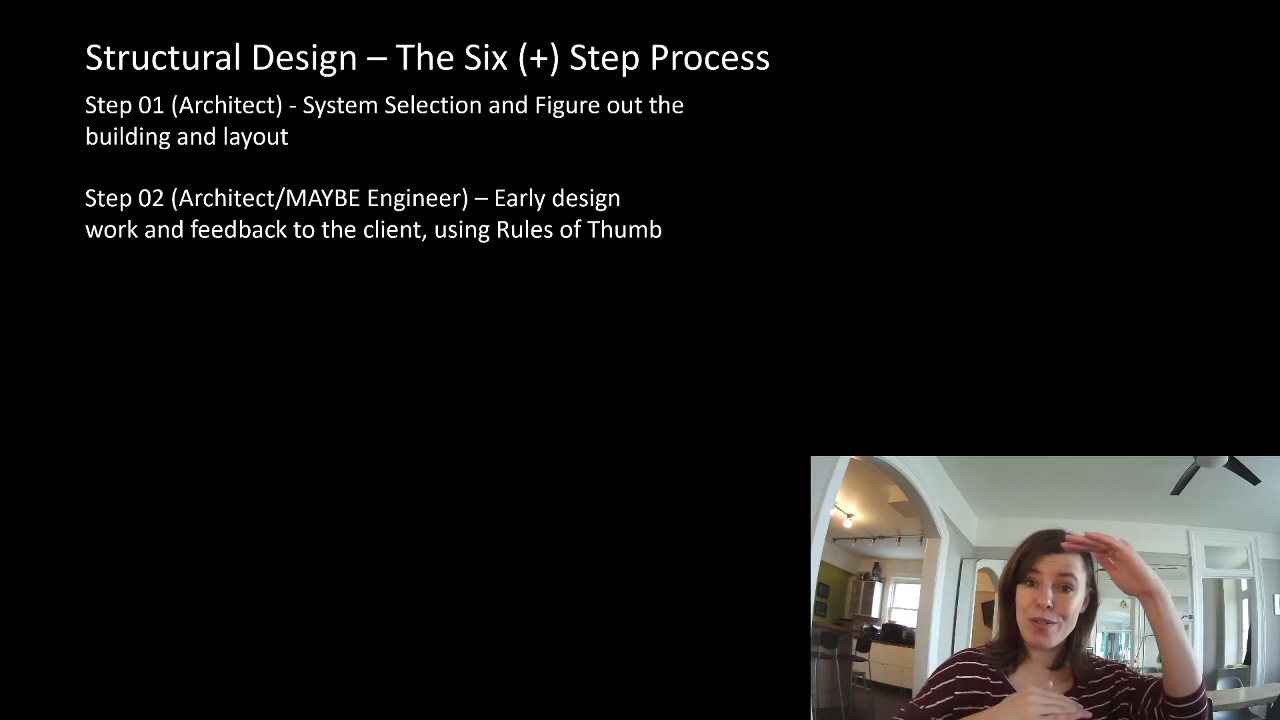 Structural Design – The Six (+) Step Process
Step 01 (Architect) - System Selection and Figure out the
building and layout
Step 02 (Architect/MAYBE Engineer) – Early design
work and feedback to the client, using Rules of Thumb